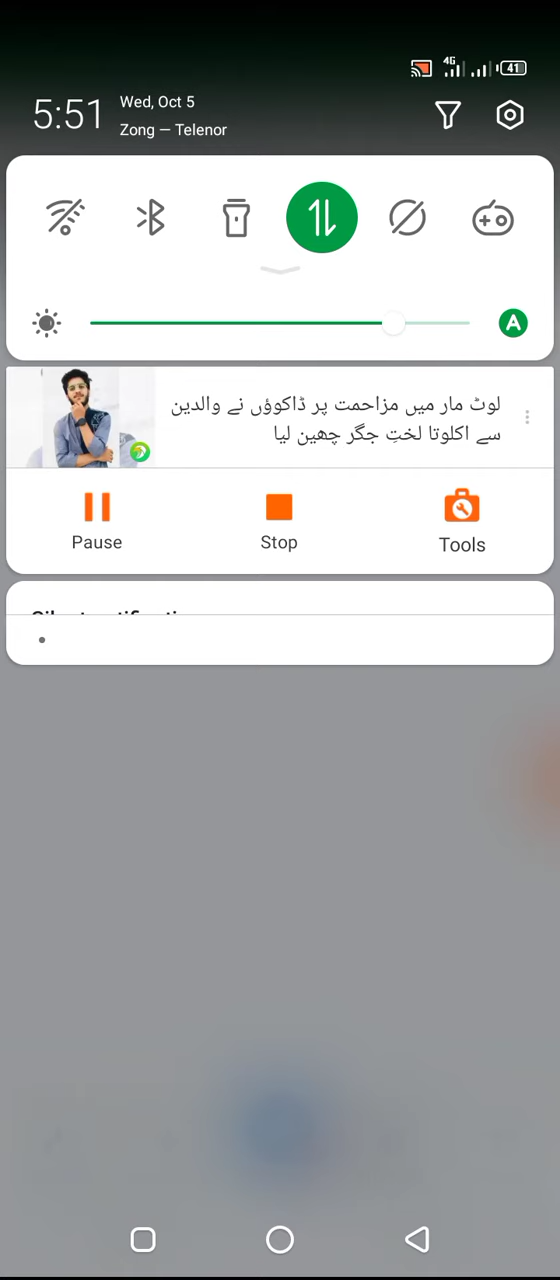 4G
41
5:51
Wed, Oct 5
Zong — Telenor
A
لوٹ مار میں مزاحمت پر ڈاکوؤں نے والدین
سے اکلوتا لختِ جگر چھین لیا
Pause
Stop
Tools